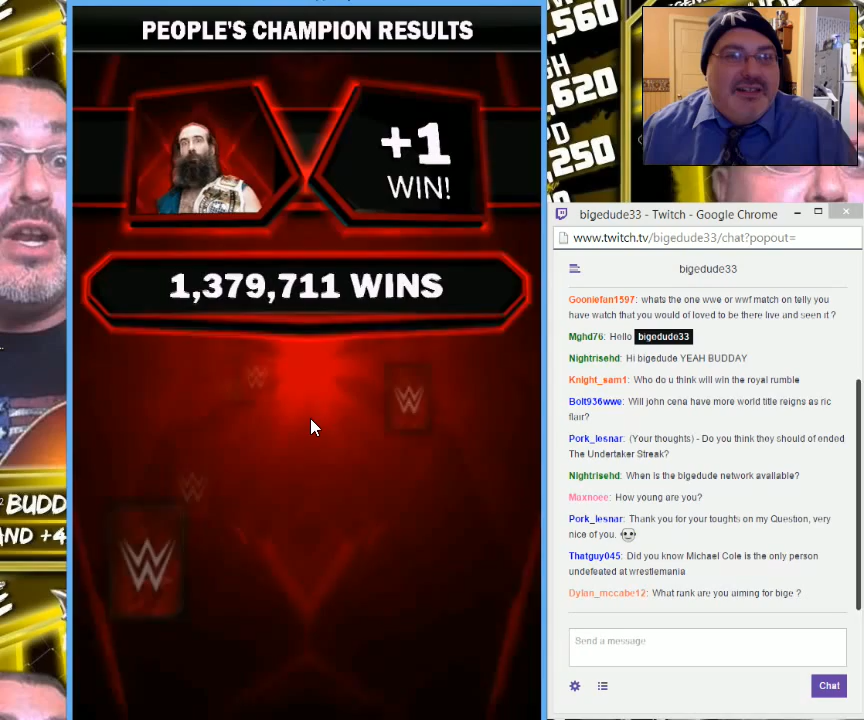 PEOPLE'S CHAMPION RESULTS
+1
WIN!
1,379,711 WINS
BUDD
AND +4
560
620
250
bigedude33 - Twitch - Google Chrome
www.twitch.tv/bigedude33/chat?popout=
bigedude33
Gooniefan1597: whats the one wwe or wwf match on telly you
have watch that you would of loved to be there live and seen it ?
Mghd76: Hello bigedude33
Nightrisehd: Hi bigedude YEAH BUDDAY
Knight_sam1: Who do u think will win the royal rumble
Bolt936wwe: Will john cena have more world title reigns as ric
flair?
Pork_lesnar: (Your thoughts) - Do you think they should of ended
The Undertaker Streak?
Nightrisehd: When is the bigedude network available?
Maxnoee: How young are you?
Pork_lesnar: Thank you for your toughts on my Question, very
nice of you.
Thatguy045: Did you know Michael Cole is the only person
undefeated at wrestlemania
Dylan_mccabe12: What rank are you aiming for bige ?
Send a message
Chat